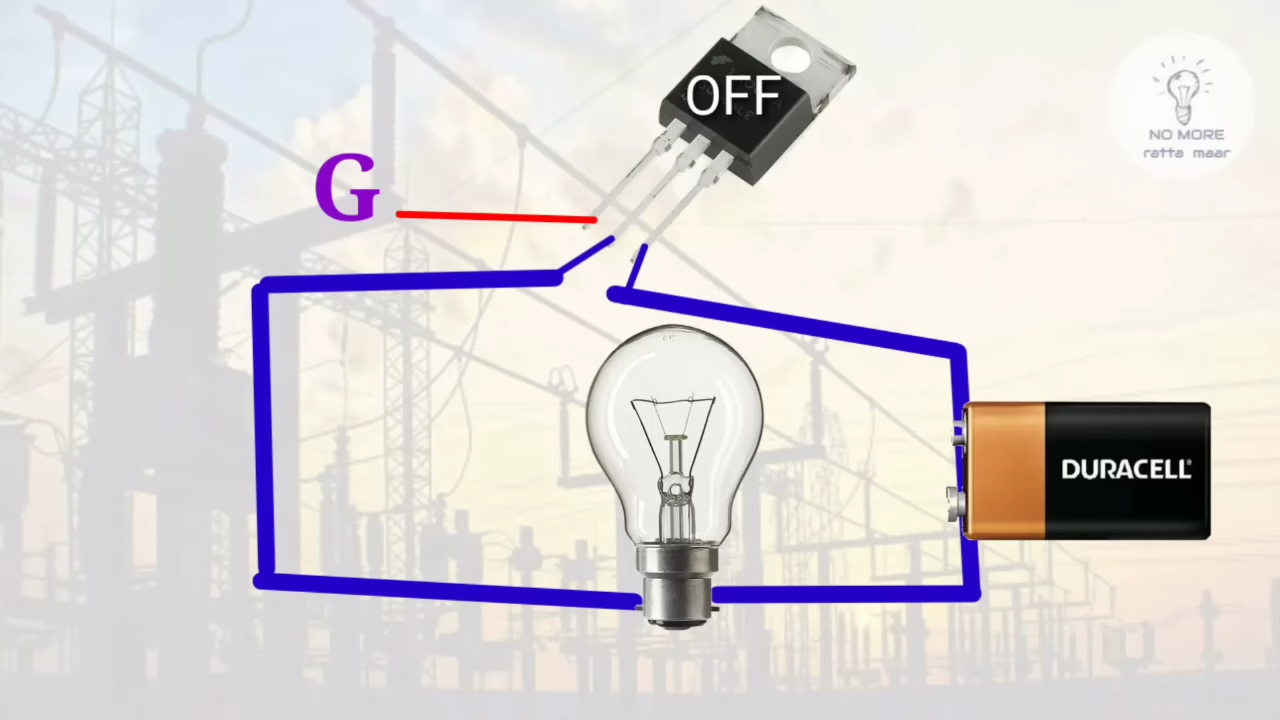 OFF
G
NO MORE
ratta maar
DURACELL